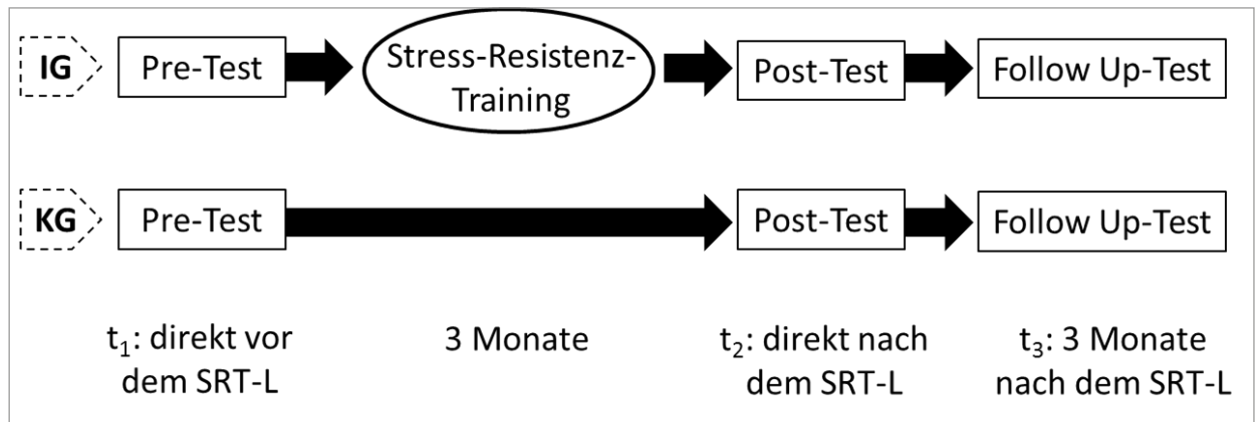 IG
Pre-Test
Stress-Resistenz-
Training
Post-Test
Follow Up-Test
KG
Pre-Test
Post-Test
Follow Up-Test
t₁: direkt vor
dem SRT-L
3 Monate
t₂: direkt nach
dem SRT-L
t₃: 3 Monate
nach dem SRT-L